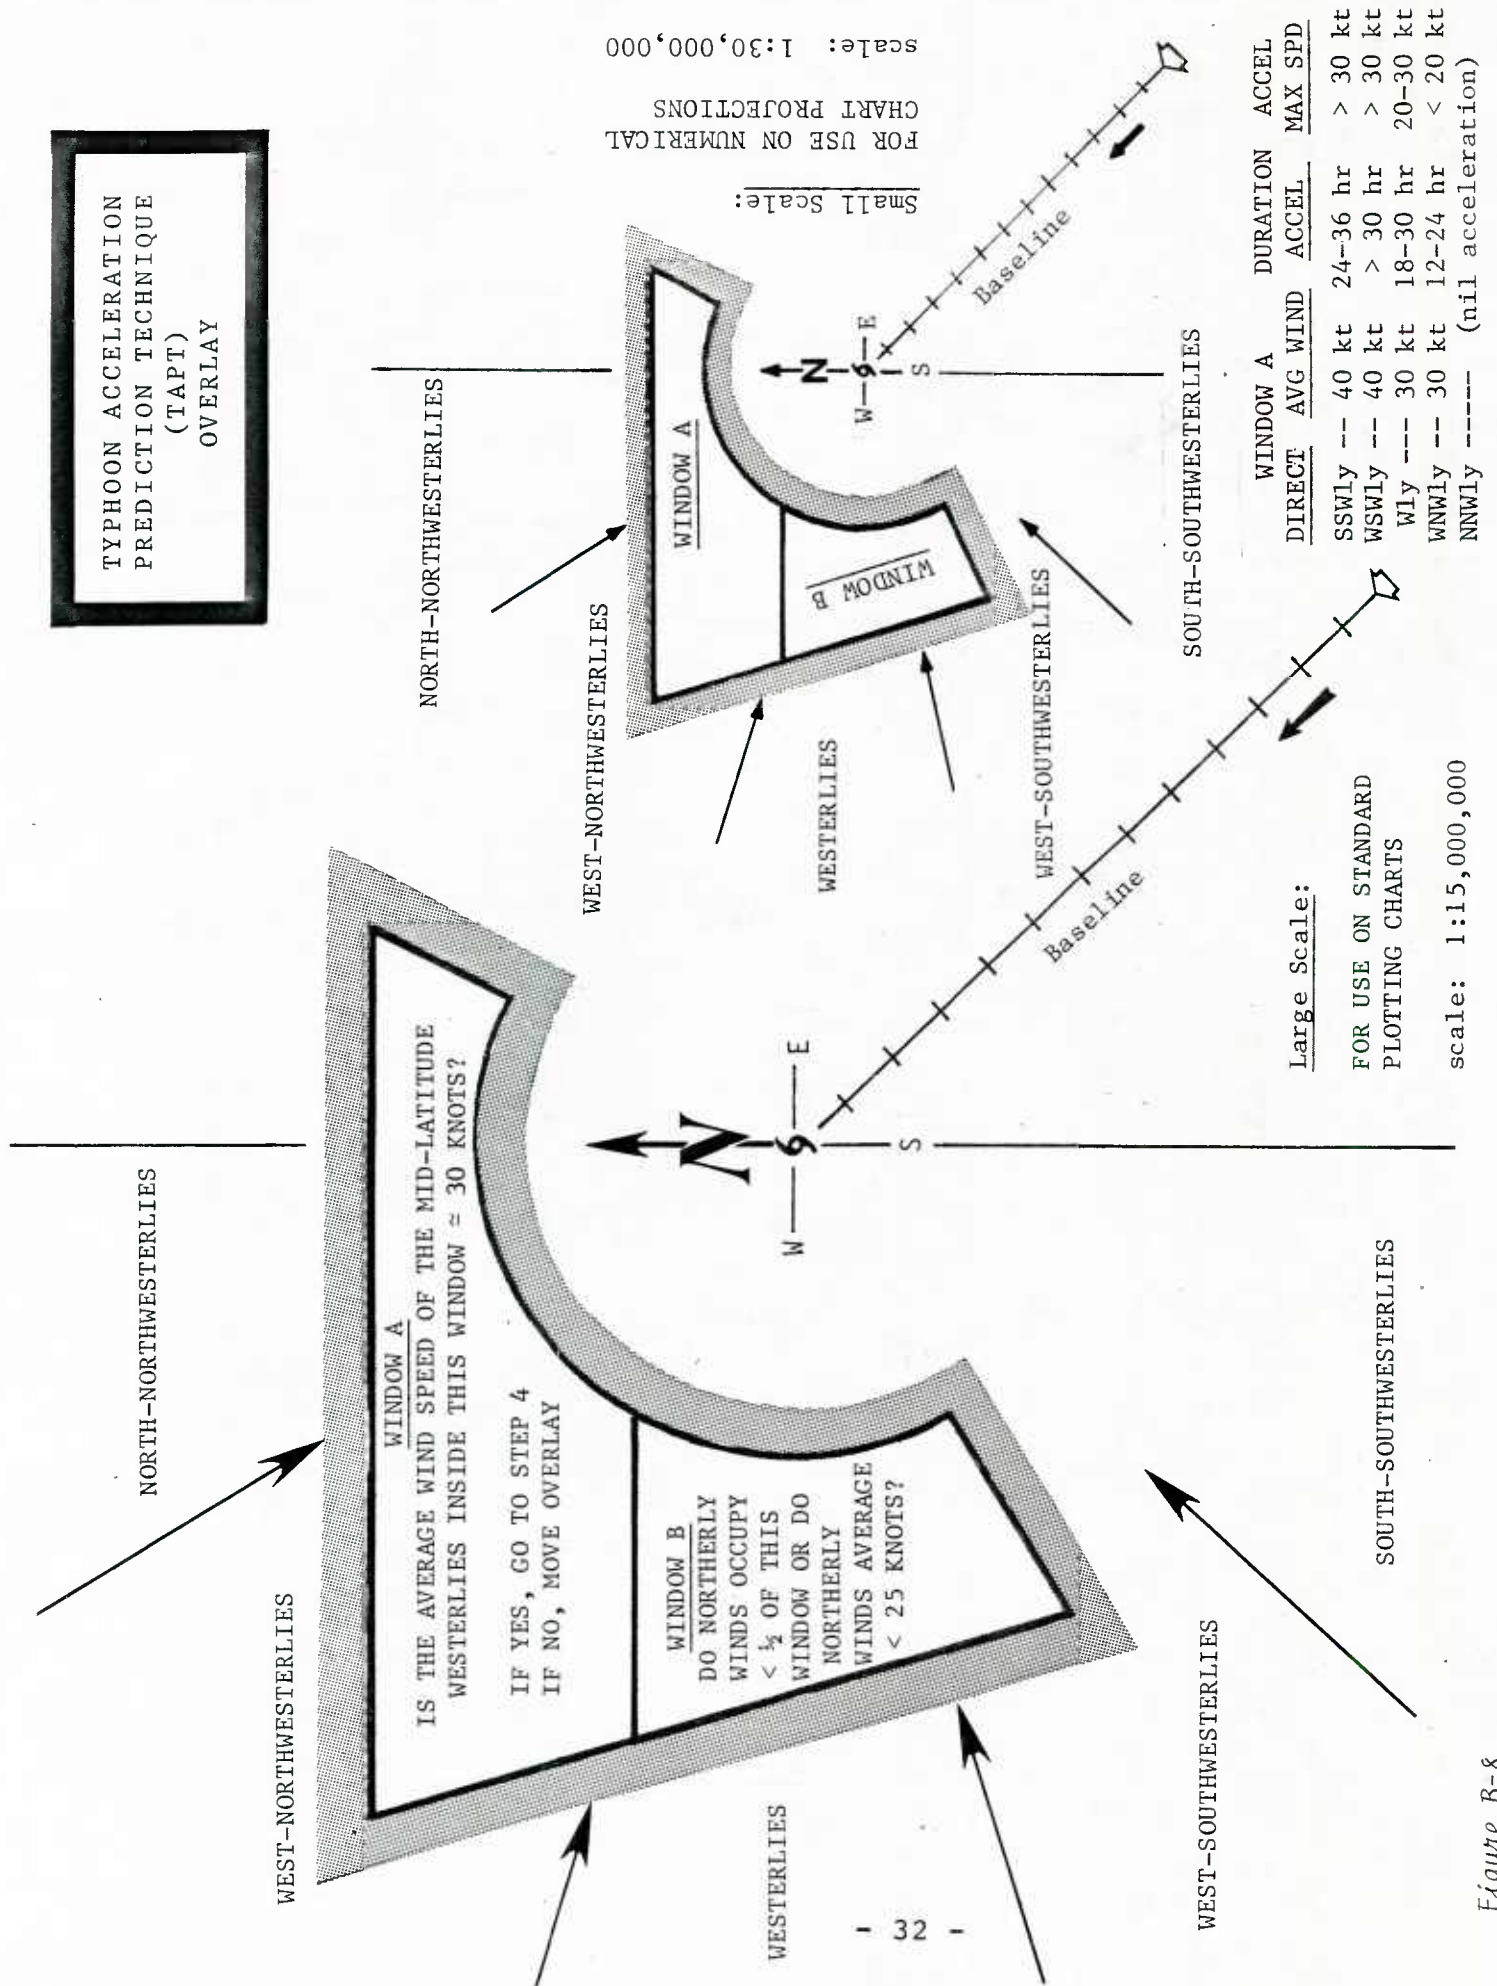 TYPHOON ACCELERATION
PREDICTION TECHNIQUE
(TAPT)
OVERLAY
NORTH-NORTHWESTERLIES
WEST-NORTHWESTERLIES
WINDOW A
IS THE AVERAGE WIND SPEED OF THE MID-LATITUDE
WESTERLIES INSIDE THIS WINDOW ≃ 30 KNOTS?
IF YES, GO TO STEP 4
IF NO, MOVE OVERLAY
WINDOW B
DO NORTHERLY
WINDS OCCUPY
< ½ OF THIS
WINDOW OR DO
NORTHERLY
WINDS AVERAGE
< 25 KNOTS?
N
W
E
S
Baseline
WESTERLIES
WEST-SOUTHWESTERLIES
SOUTH-SOUTHWESTERLIES
Large Scale:
FOR USE ON STANDARD
PLOTTING CHARTS
scale: 1:15,000,000
NORTH-NORTHWESTERLIES
WEST-NORTHWESTERLIES
WINDOW A
WINDOW B
N
W
E
S
Baseline
WESTERLIES
WEST-SOUTHWESTERLIES
SOUTH-SOUTHWESTERLIES
Small Scale:
FOR USE ON NUMERICAL
CHART PROJECTIONS
scale: 1:30,000,000
WINDOW A DURATION ACCEL
DIRECT AVG WIND ACCEL MAX SPD
SSWly -- 40 kt 24-36 hr > 30 kt
WSWly -- 40 kt > 30 hr > 30 kt
Wly --- 30 kt 18-30 hr 20-30 kt
WNWly -- 30 kt 12-24 hr < 20 kt
NNWly ----- (nil acceleration)
Figure B-8
- 32 -